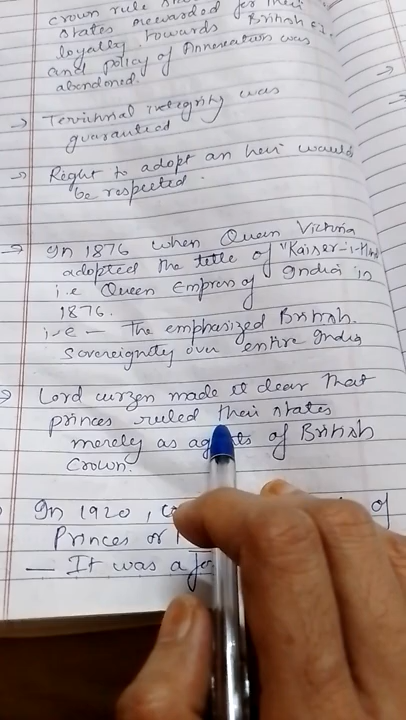 crown rule
states rewarded for their
loyalty towards British
and policy of Annexation was
abandoned.
→ Territorial integrity was
guaranteed
→ Right to adopt an heir would
be respected.
→ In 1876 when Queen Victoria
adopted the title of "Kaiser-i-Hind
i.e Queen Empress of India in
1876.
i-e — The emphasized British
Sovereignty over entire India
Lord curzon made it clear that
princes ruled their states
merely as agents of British
Crown.
In 1920, of
Princes or
— It was a